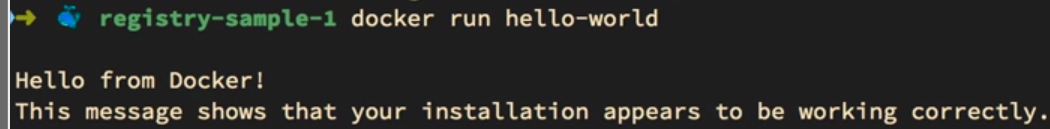 → registry-sample-1 docker run hello-world
Hello from Docker!
This message shows that your installation appears to be working correctly.